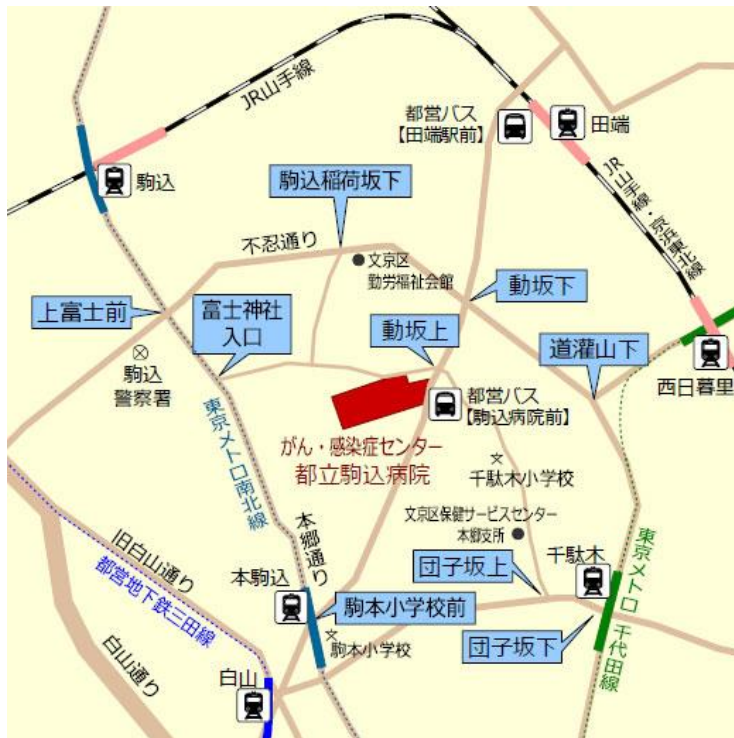 JR山手線
都営バス
【田端駅前】
田端
駒込
駒込稲荷坂下
JR山手線・京浜東北線
不忍通り
文京区
勤労福祉会館
動坂下
上富士前
富士神社
入口
動坂上
道灌山下
駒込
警察署
西日暮里
都営バス
【駒込病院前】
東京メトロ南北線
がん・感染症センター
都立駒込病院
千駄木小学校
文京区保健サービスセンター
本郷支所
本郷通り
旧白山通り
都営地下鉄三田線
団子坂上
千駄木
東京メトロ 千代田線
本駒込
駒本小学校前
団子坂下
白山通り
駒本小学校
白山